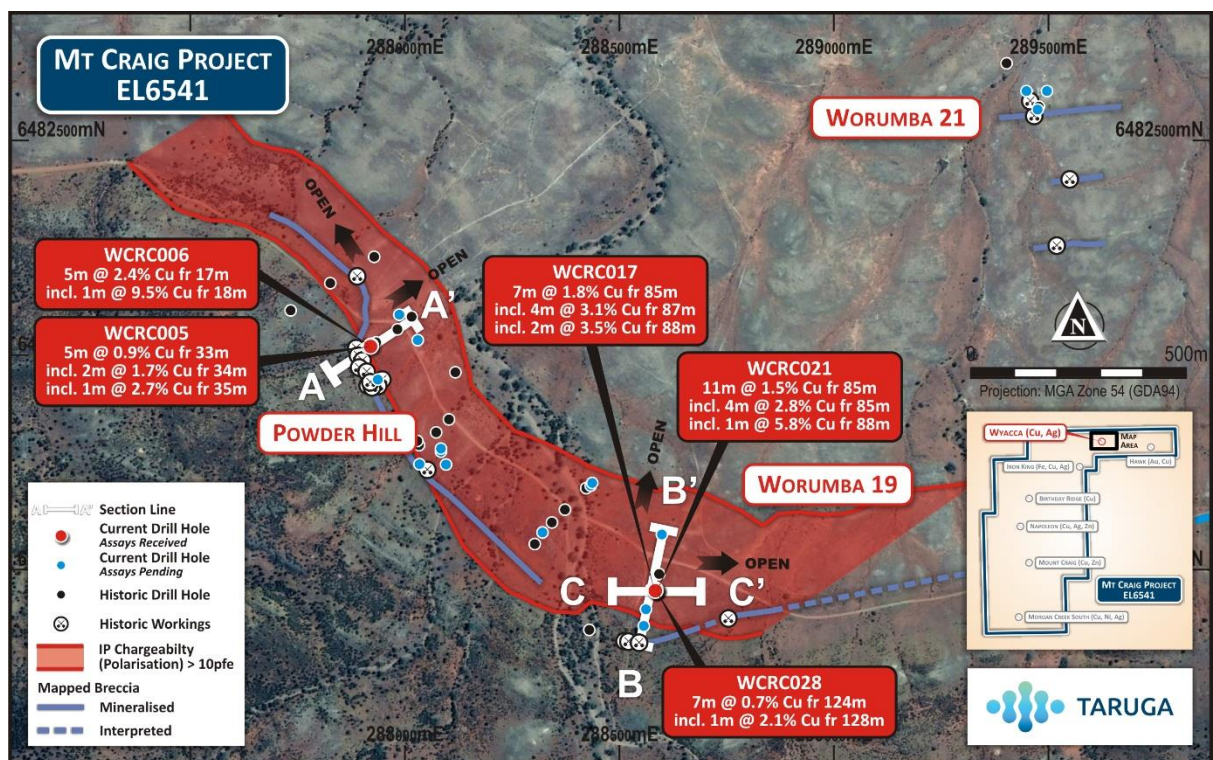 MT CRAIG PROJECT
EL6541
288000mE
288500mE
289000mE
289500mE
6482500mN
6482500mN
WORUMBA 21
OPEN
OPEN
WCRC006
5m @ 2.4% Cu fr 17m
incl. 1m @ 9.5% Cu fr 18m
WCRC005
5m @ 0.9% Cu fr 33m
incl. 2m @ 1.7% Cu fr 34m
incl. 1m @ 2.7% Cu fr 35m
A
A'
POWDER HILL
WCRC017
7m @ 1.8% Cu fr 85m
incl. 4m @ 3.1% Cu fr 87m
incl. 2m @ 3.5% Cu fr 88m
WCRC021
11m @ 1.5% Cu fr 85m
incl. 4m @ 2.8% Cu fr 85m
incl. 1m @ 5.8% Cu fr 88m
N
0
500m
Projection: MGA Zone 54 (GDA94)
OPEN
B'
WORUMBA 19
OPEN
C
C'
B
WCRC028
7m @ 0.7% Cu fr 124m
incl. 1m @ 2.1% Cu fr 128m
A A' Section Line
Current Drill Hole
Assays Received
Current Drill Hole
Assays Pending
Historic Drill Hole
Historic Workings
IP Chargeabilty
(Polarisation) > 10pfe
Mapped Breccia
Mineralised
Interpreted
WYACCA (Cu, Ag)
MAP
AREA
IRON KING (Fe, Cu, Ag)
HAWK (Au, Cu)
BIRTHDAY RIDGE (Cu)
NAPOLEON (Cu, Ag, Zn)
MOUNT CRAIG (Cu, Zn)
MT CRAIG PROJECT
EL6541
MORGAN CREEK SOUTH (Cu, Ni, Ag)
TARUGA
288000mE
288500mE